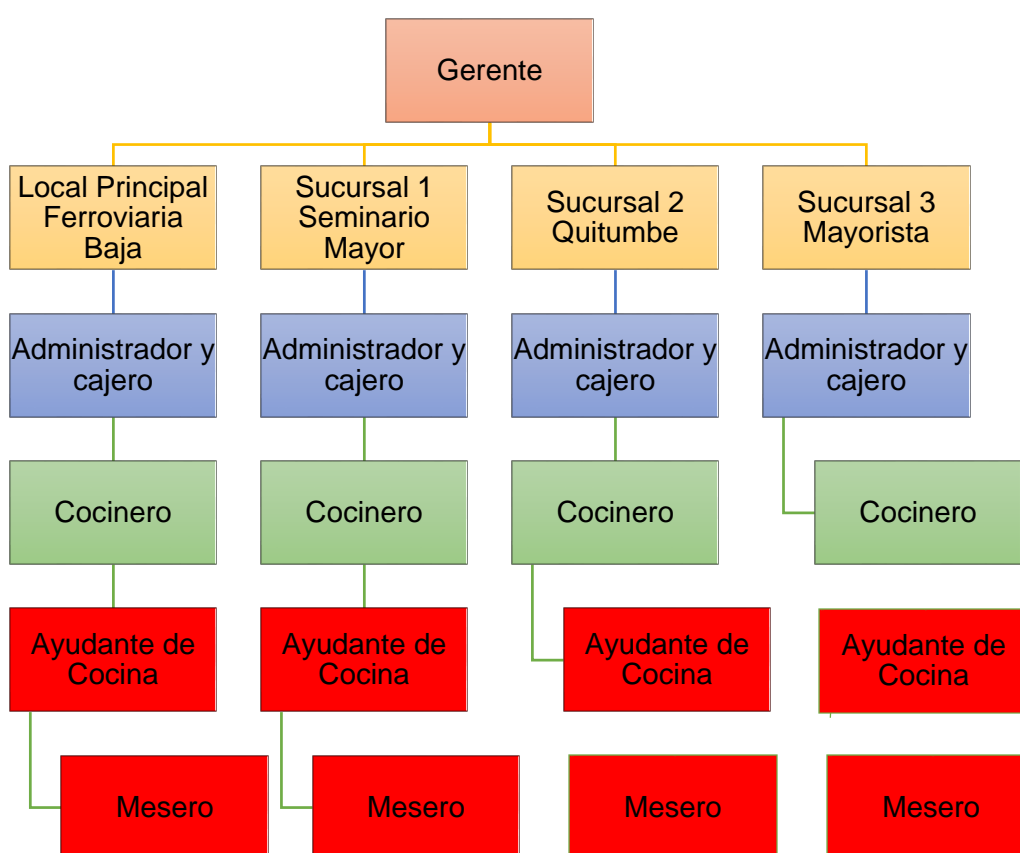 Gerente
Local Principal
Ferroviaria
Baja
Sucursal 1
Seminario
Mayor
Sucursal 2
Quitumbe
Sucursal 3
Mayorista
Administrador y
cajero
Administrador y
cajero
Administrador y
cajero
Administrador y
cajero
Cocinero
Cocinero
Cocinero
Cocinero
Ayudante de
Cocina
Ayudante de
Cocina
Ayudante de
Cocina
Ayudante de
Cocina
Mesero
Mesero
Mesero
Mesero